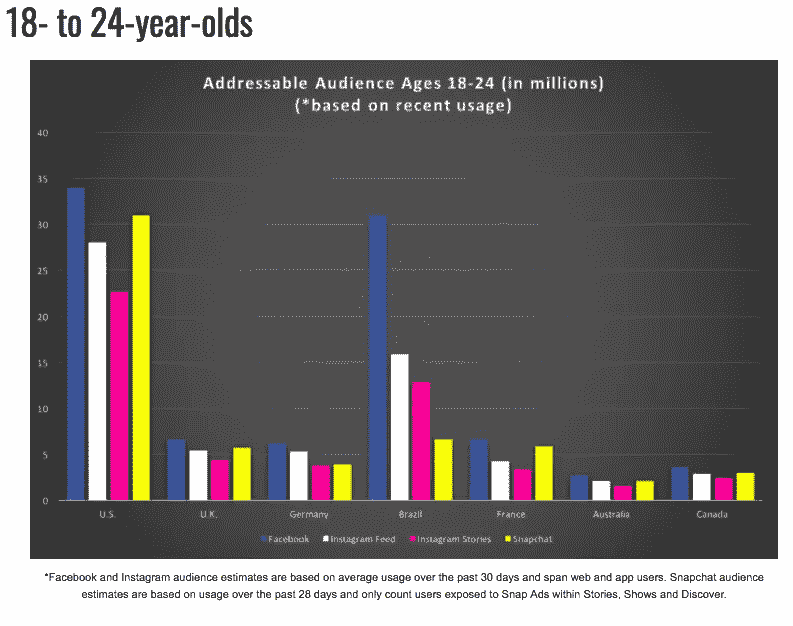 18- to 24-year-olds
Addressable Audience Ages 18-24 (in millions)
(*based on recent usage)
40
35
30
25
20
15
10
5
0
U.S. U.K. Germany Brazil France Australia Canada
Facebook Instagram Feed Instagram Stories Snapchat
*Facebook and Instagram audience estimates are based on average usage over the past 30 days and span web and app users. Snapchat audience
estimates are based on usage over the past 28 days and only count users exposed to Snap Ads within Stories, Shows and Discover.